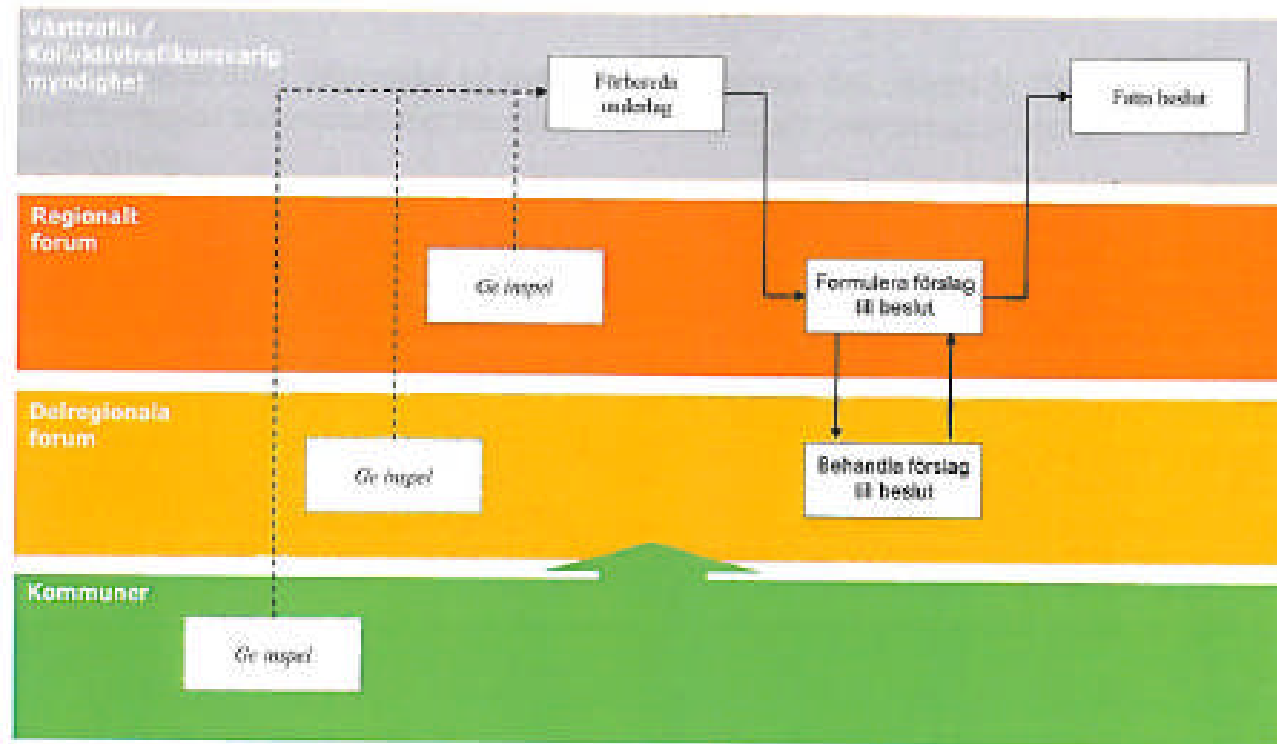 Västtrafik /
Kollektivtrafikansvarig
myndighet
Förbereda
underlag
Fatta beslut
Regionalt
forum
Ge inspel
Formulera förslag
till beslut
Delregionala
forum
Ge inspel
Behandla förslag
till beslut
Kommuner
Ge inspel